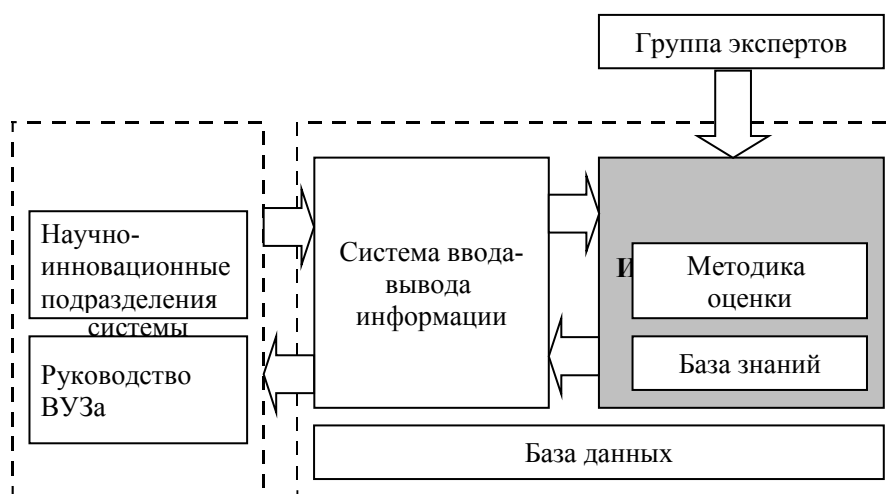 Группа экспертов
Научно-
инновационные
подразделения
системы
Руководство
ВУЗа
Система ввода-
вывода
информации
И
Методика
оценки
База знаний
База данных